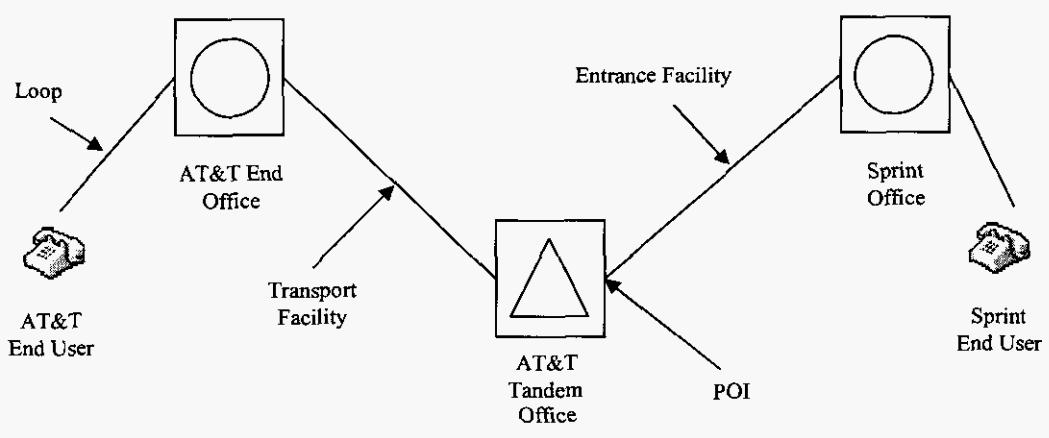 Loop
AT&T End
Office
AT&T
End User
Transport
Facility
AT&T
Tandem
Office
Entrance Facility
POI
Sprint
Office
Sprint
End User